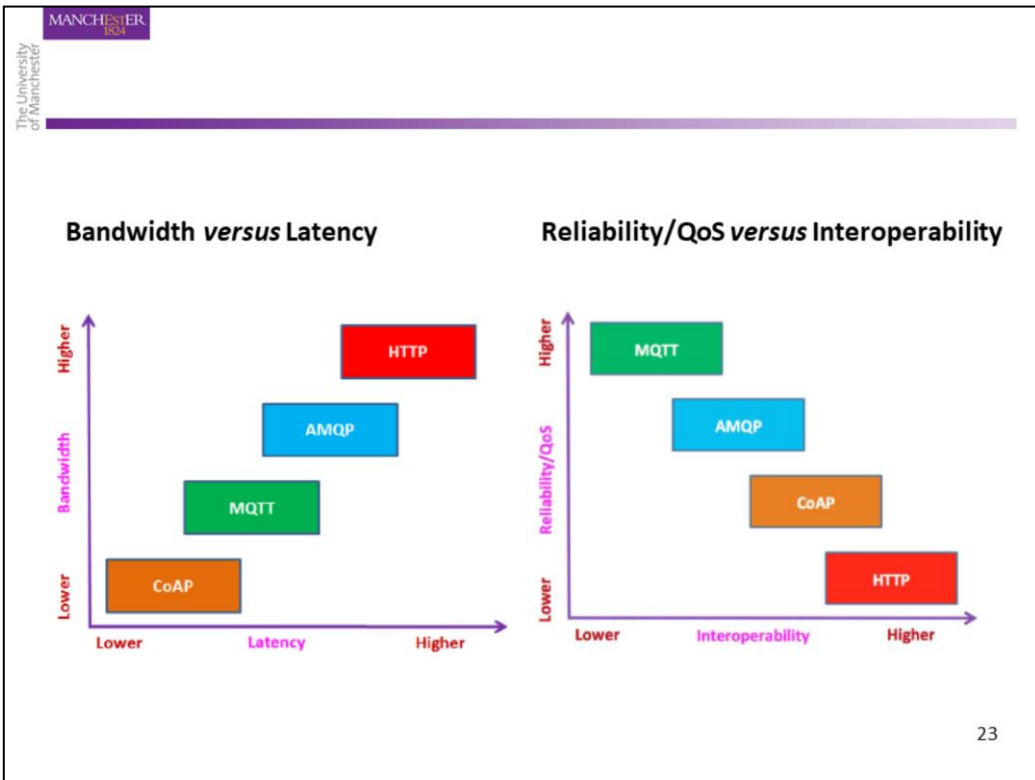 MANCHESTER
1824
The University
of Manchester
Bandwidth versus Latency
Higher
Bandwidth
Lower
HTTP
AMQP
MQTT
CoAP
Lower
Latency
Higher
Reliability/QoS versus Interoperability
Higher
Reliability/QoS
Lower
MQTT
AMQP
CoAP
HTTP
Lower
Interoperability
Higher
23